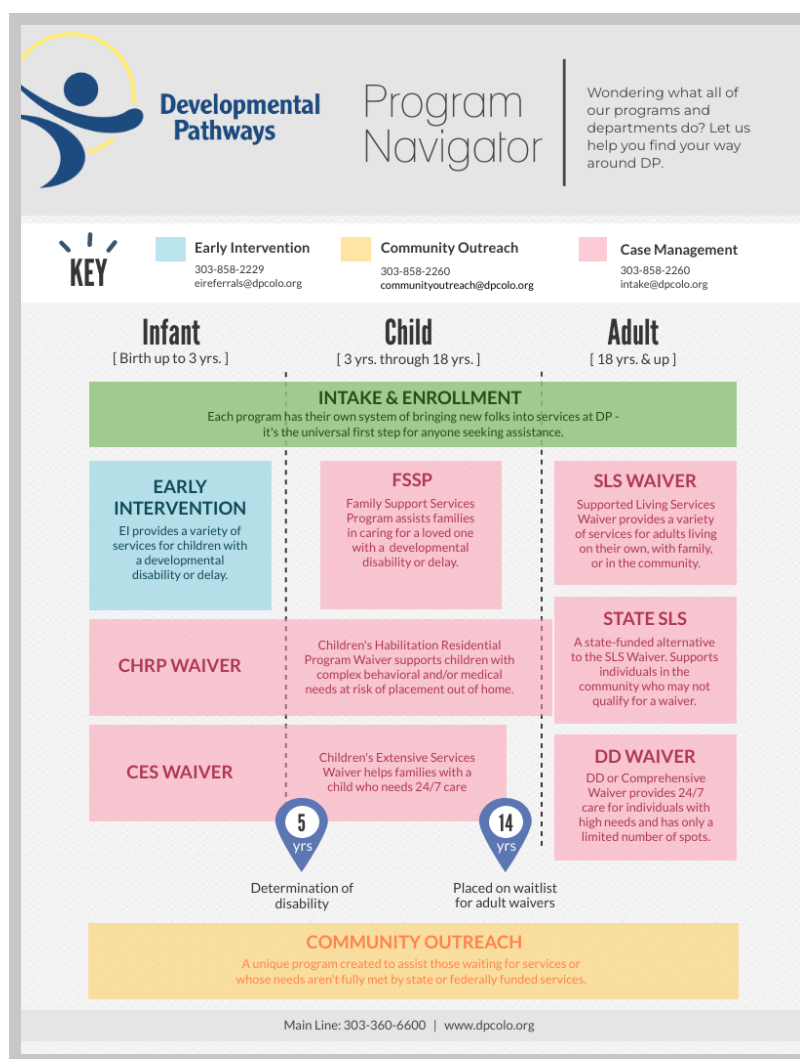 Developmental
Pathways
Program
Navigator
Wondering what all of
our programs and
departments do? Let us
help you find your way
around DP.
KEY
Early Intervention
303-858-2229
eireferrals@dpcolo.org
Community Outreach
303-858-2260
communityoutreach@dpcolo.org
Case Management
303-858-2260
intake@dpcolo.org
Infant
[ Birth up to 3 yrs. ]
Child
[ 3 yrs. through 18 yrs. ]
Adult
[ 18 yrs. & up ]
INTAKE & ENROLLMENT
Each program has their own system of bringing new folks into services at DP -
it's the universal first step for anyone seeking assistance.
EARLY
INTERVENTION
EI provides a variety of
services for children with
a developmental
disability or delay.
FSSP
Family Support Services
Program assists families
in caring for a loved one
with a developmental
disability or delay.
SLS WAIVER
Supported Living Services
Waiver provides a variety
of services for adults living
on their own, with family,
or in the community.
CHRP WAIVER
Children's Habilitation Residential
Program Waiver supports children with
complex behavioral and/or medical
needs at risk of placement out of home.
STATE SLS
A state-funded alternative
to the SLS Waiver. Supports
individuals in the
community who may not
qualify for a waiver.
CES WAIVER
Children's Extensive Services
Waiver helps families with a
child who needs 24/7 care
DD WAIVER
DD or Comprehensive
Waiver provides 24/7
care for individuals with
high needs and has only a
limited number of spots.
5
yrs
Determination of
disability
14
yrs
Placed on waitlist
for adult waivers
COMMUNITY OUTREACH
A unique program created to assist those waiting for services or
whose needs aren't fully met by state or federally funded services.
Main Line: 303-360-6600 | www.dpcolo.org